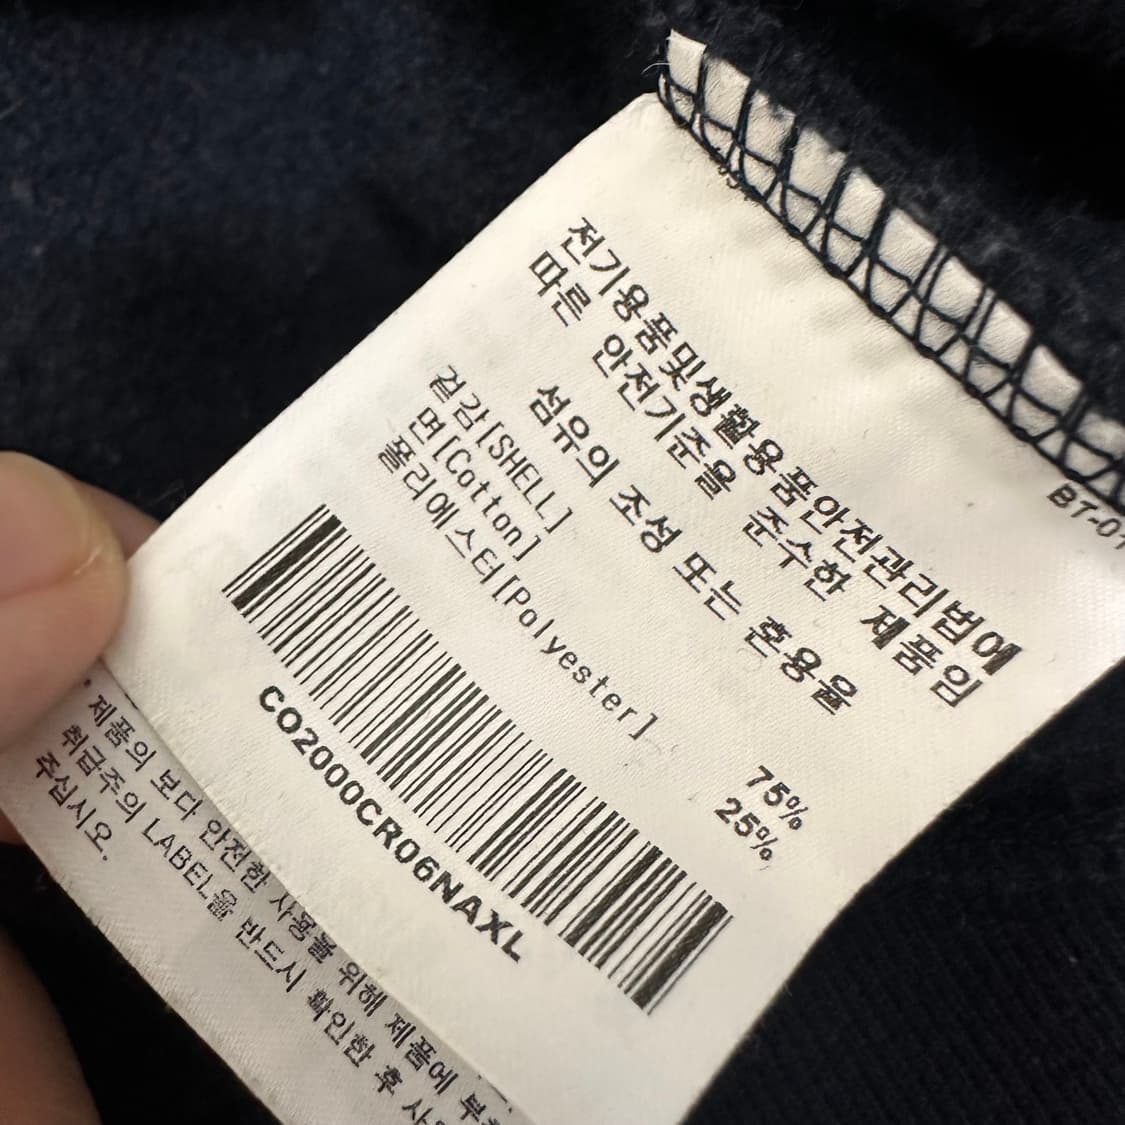 전기용품및생활용품안전관리법에
따른 안전기준을 준수한 제품임
섬유의 조성 또는 혼용율
겉감[SHELL]
면[Cotton] 75%
폴리에스터[Polyester] 25%
CO2000CR06NAXL
BT-01
제품의 보다 안전한 사용을 위해 제품에
취급주의 LABEL을 반드시 확인한 후
주십시오.